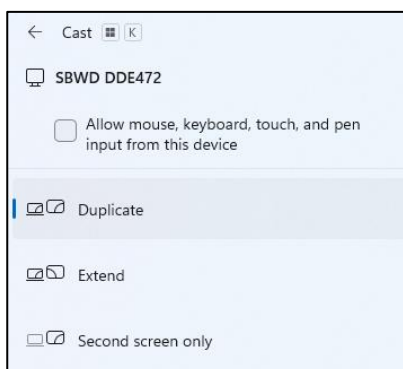 Cast K
SBWD DDE472
Allow mouse, keyboard, touch, and pen
input from this device
Duplicate
Extend
Second screen only